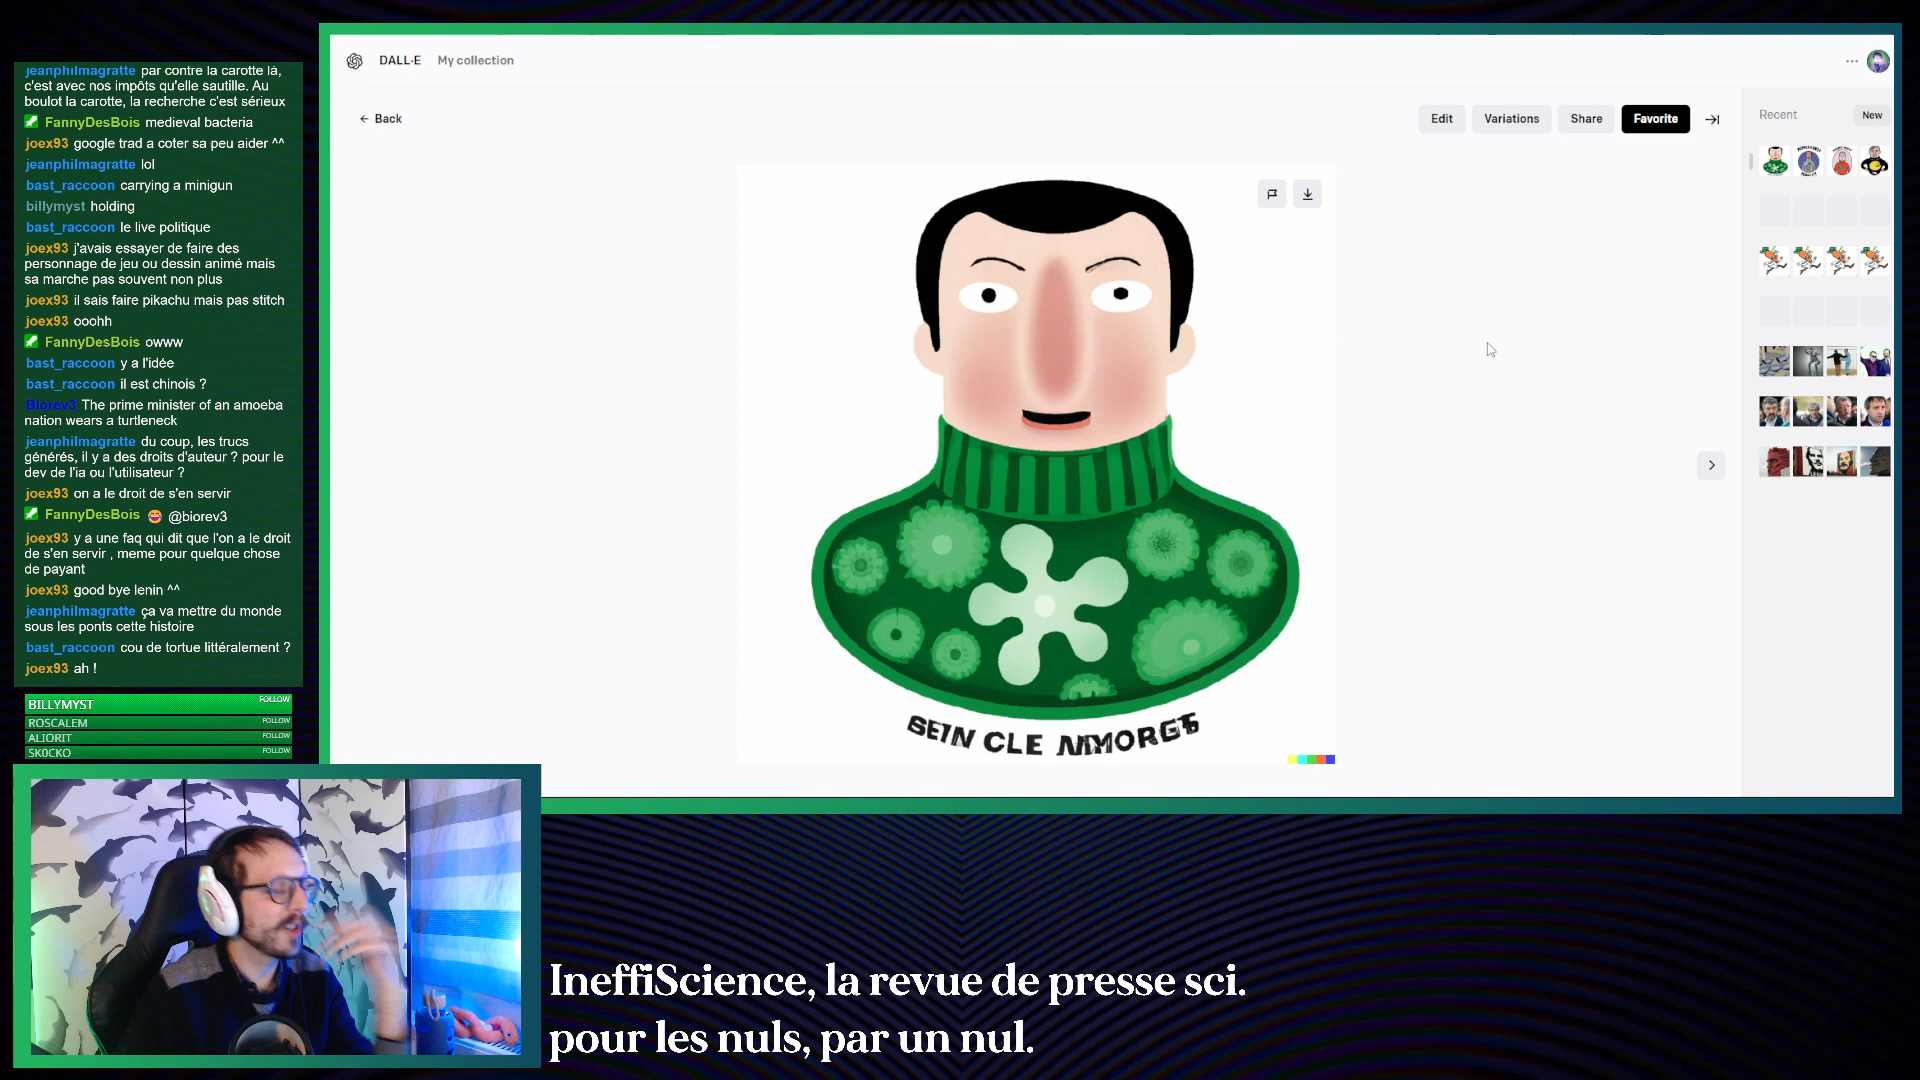 jeanphilmagratte par contre la carotte là,
c'est avec nos impôts qu'elle sautille. Au
boulot la carotte, la recherche c'est sérieux
FannyDesBois medieval bacteria
joex93 google trad a coter sa peu aider ^^
jeanphilmagratte lol
bast_raccoon carrying a minigun
billymyst holding
bast_raccoon le live politique
joex93 j'avais essayer de faire des
personnage de jeu ou dessin animé mais
sa marche pas souvent non plus
joex93 il sais faire pikachu mais pas stitch
joex93 ooohh
FannyDesBois owww
bast_raccoon y a l'idée
bast_raccoon il est chinois ?
Biorev3 The prime minister of an amoeba
nation wears a turtleneck
jeanphilmagratte du coup, les trucs
générés, il y a des droits d'auteur ? pour le
dev de l'ia ou l'utilisateur ?
joex93 on a le droit de s'en servir
FannyDesBois 😂 @biorev3
joex93 y a une faq qui dit que l'on a le droit
de s'en servir , meme pour quelque chose
de payant
joex93 good bye lenin ^^
jeanphilmagratte ça va mettre du monde
sous les ponts cette histoire
bast_raccoon cou de tortue littéralement ?
joex93 ah !
BILLYMYST FOLLOW
ROSCALEM FOLLOW
ALIORIT FOLLOW
SK0CKO FOLLOW
DALL·E My collection
← Back
Edit Variations Share Favorite
Recent New
SEIN CLE NMORGS
IneffiScience, la revue de presse sci.
pour les nuls, par un nul.